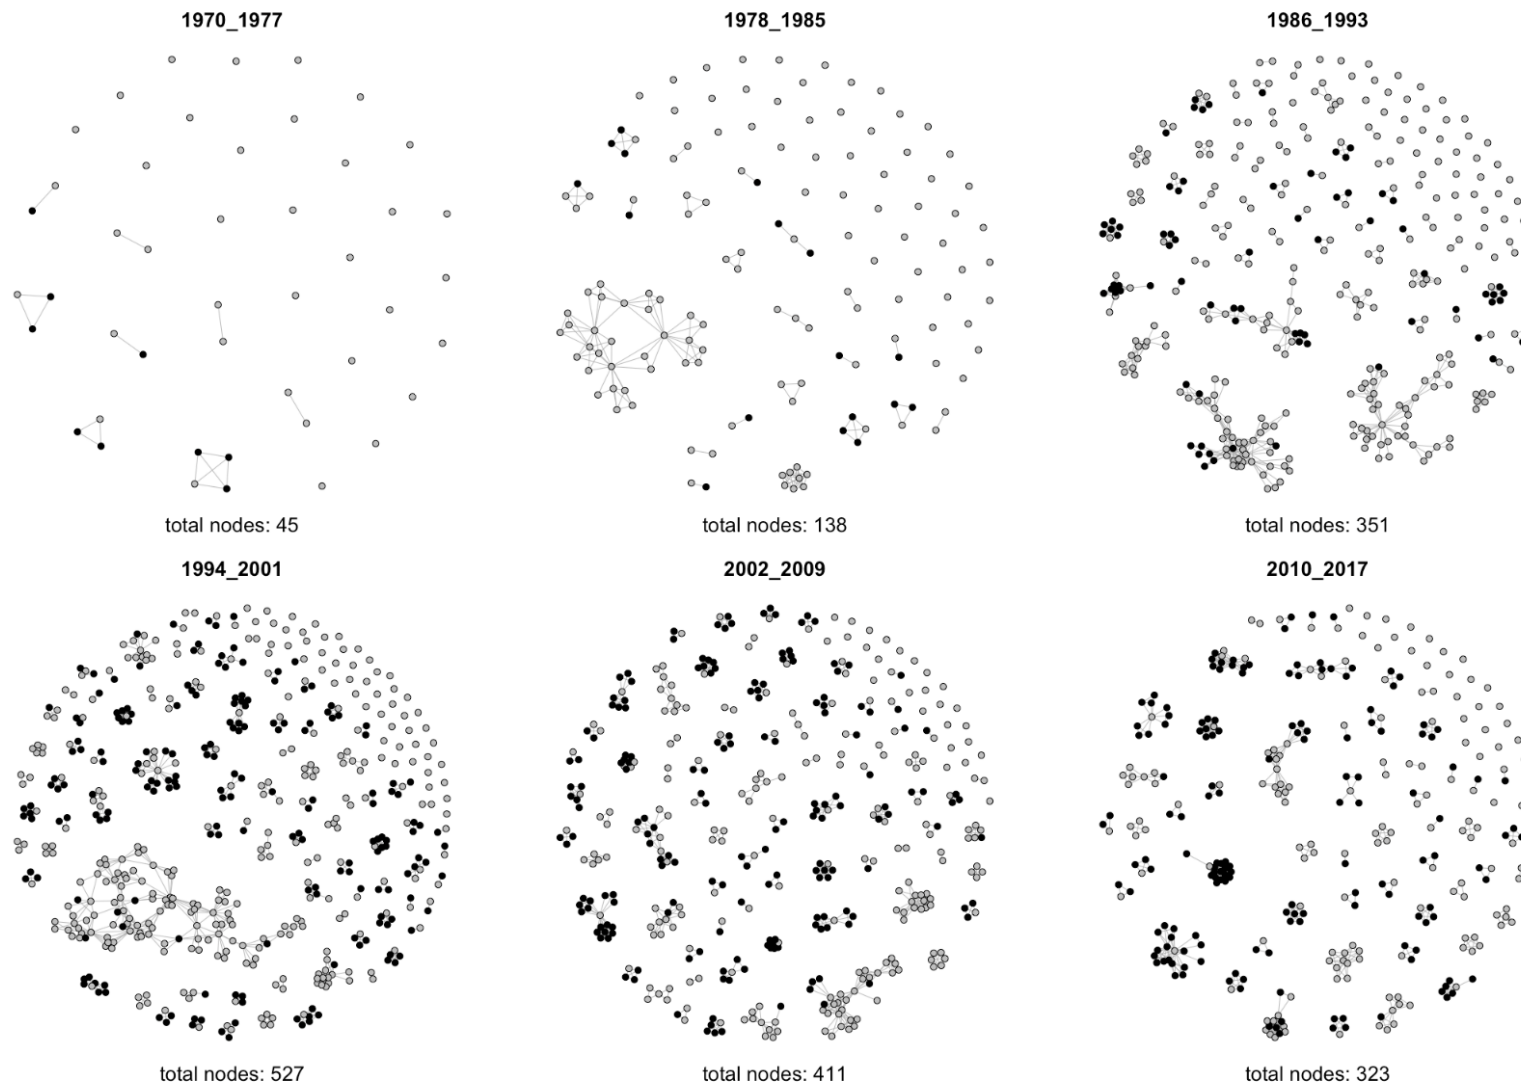 1970_1977
1978_1985
1986_1993
total nodes: 45
total nodes: 138
total nodes: 351
1994_2001
2002_2009
2010_2017
total nodes: 527
total nodes: 411
total nodes: 323